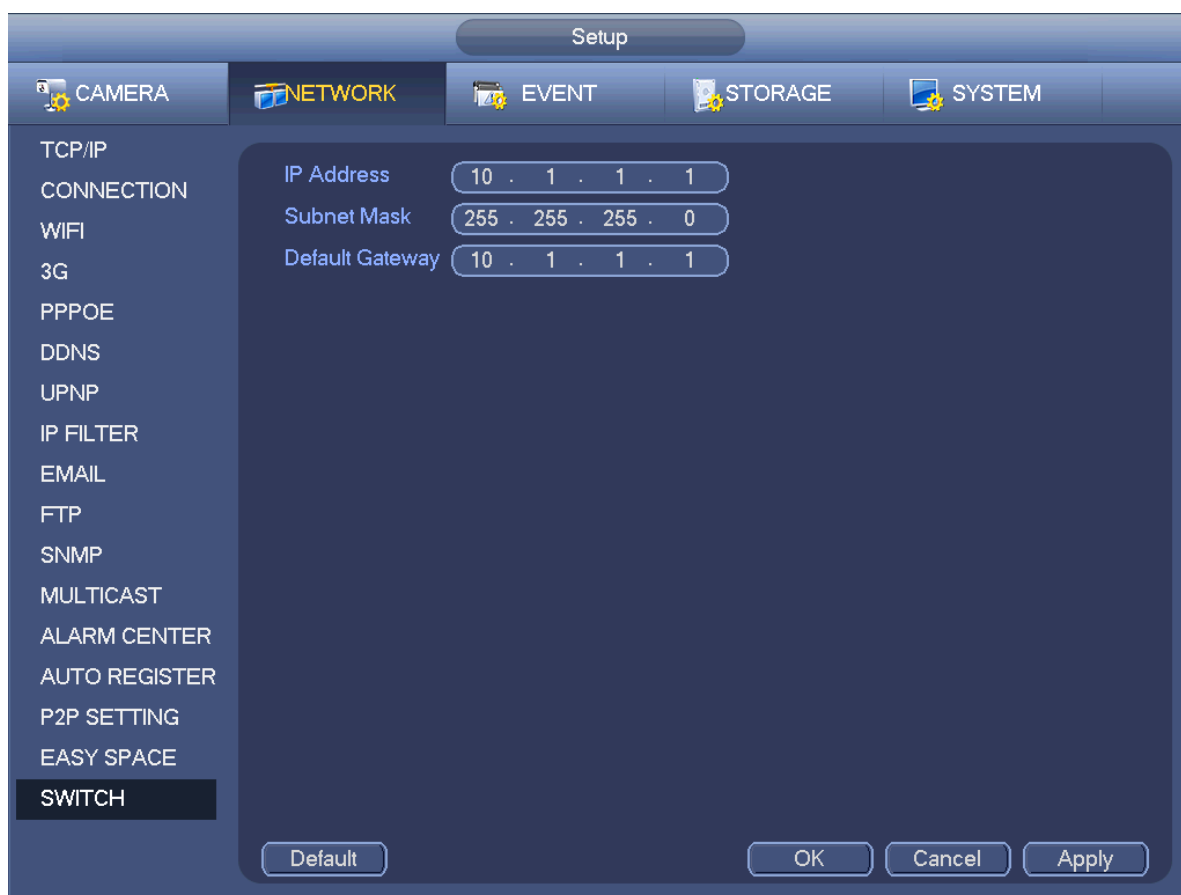 Setup
CAMERA NETWORK EVENT STORAGE SYSTEM
TCP/IP
CONNECTION
WIFI
3G
PPPOE
DDNS
UPNP
IP FILTER
EMAIL
FTP
SNMP
MULTICAST
ALARM CENTER
AUTO REGISTER
P2P SETTING
EASY SPACE
SWITCH
IP Address 10 . 1 . 1 . 1
Subnet Mask 255 . 255 . 255 . 0
Default Gateway 10 . 1 . 1 . 1
Default OK Cancel Apply